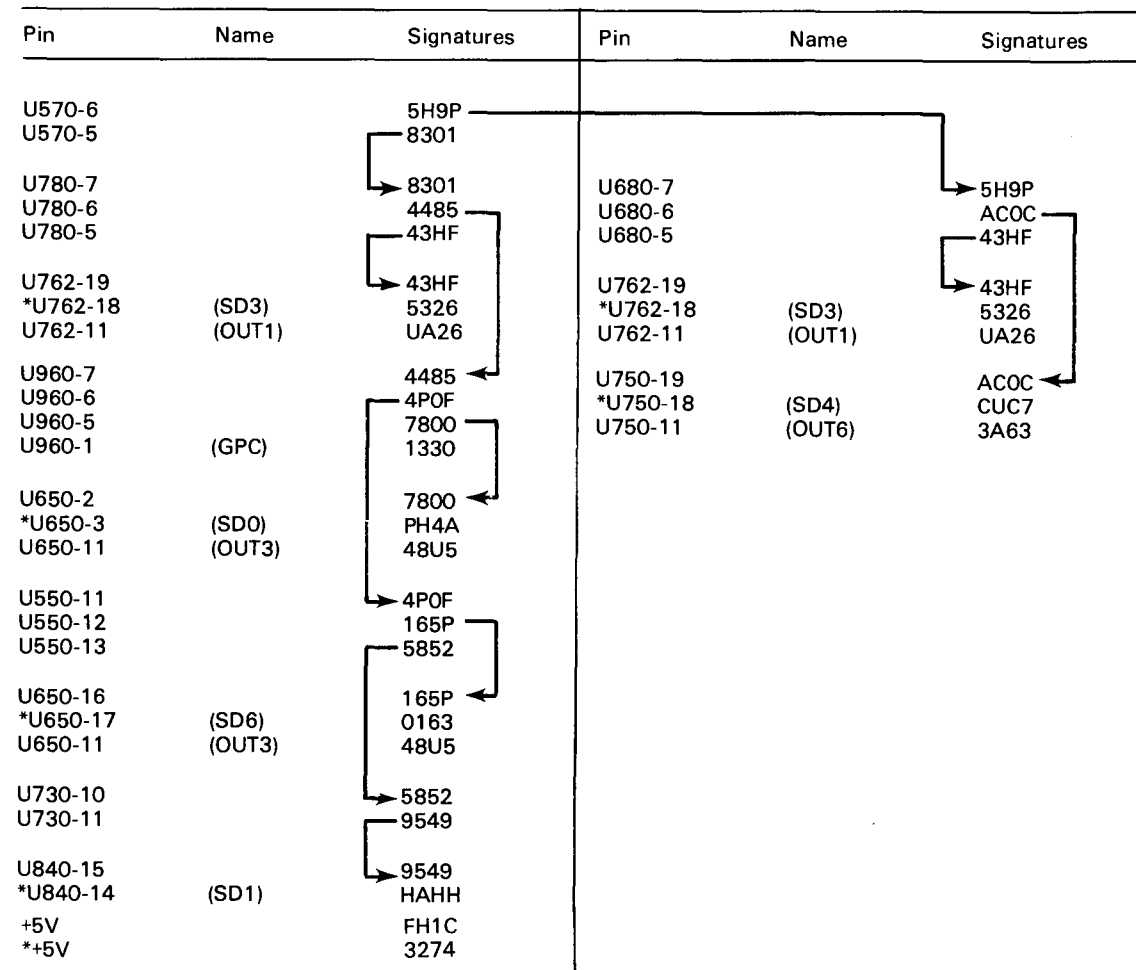 Pin Name Signatures
U570-6 5H9P
U570-5 8301
U780-7 8301
U780-6 4485
U780-5 43HF
U762-19 43HF
*U762-18 (SD3) 5326
U762-11 (OUT1) UA26
U960-7 4485
U960-6 4P0F
U960-5 7800
U960-1 (GPC) 1330
U650-2 7800
*U650-3 (SD0) PH4A
U650-11 (OUT3) 48U5
U550-11 4P0F
U550-12 165P
U550-13 5852
U650-16 165P
*U650-17 (SD6) 0163
U650-11 (OUT3) 48U5
U730-10 5852
U730-11 9549
U840-15 9549
*U840-14 (SD1) HAHH
+5V FH1C
*+5V 3274
Pin Name Signatures
U680-7 5H9P
U680-6 AC0C
U680-5 43HF
U762-19 43HF
*U762-18 (SD3) 5326
U762-11 (OUT1) UA26
U750-19 AC0C
*U750-18 (SD4) CUC7
U750-11 (OUT6) 3A63